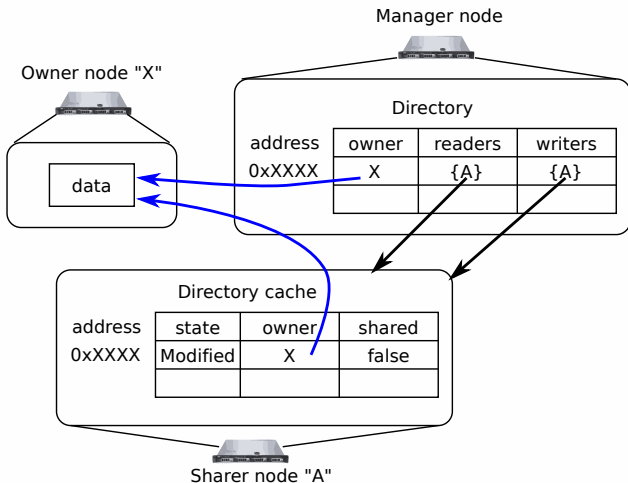 Manager node
Owner node "X"
Directory
address owner readers writers
0xXXXX X {A} {A}
data
Directory cache
address state owner shared
0xXXXX Modified X false
Sharer node "A"